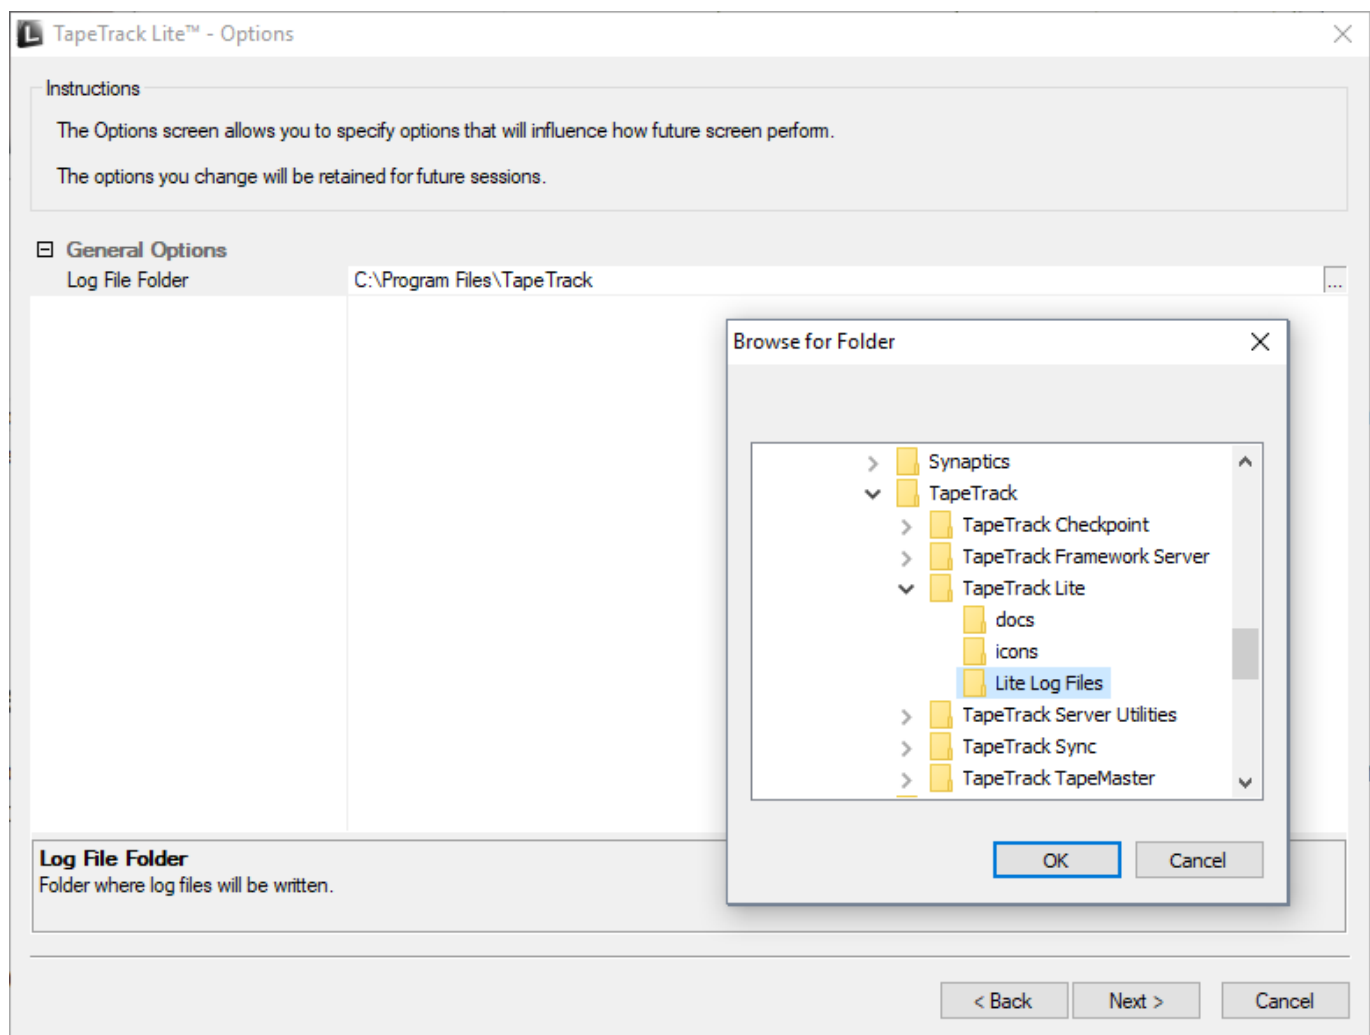 TapeTrack Lite™ - Options
Instructions
The Options screen allows you to specify options that will influence how future screen perform.
The options you change will be retained for future sessions.
General Options
Log File Folder C:\Program Files\TapeTrack ...
Browse for Folder
Synaptics
TapeTrack
TapeTrack Checkpoint
TapeTrack Framework Server
TapeTrack Lite
docs
icons
Lite Log Files
TapeTrack Server Utilities
TapeTrack Sync
TapeTrack TapeMaster
OK Cancel
Log File Folder
Folder where log files will be written.
< Back Next > Cancel